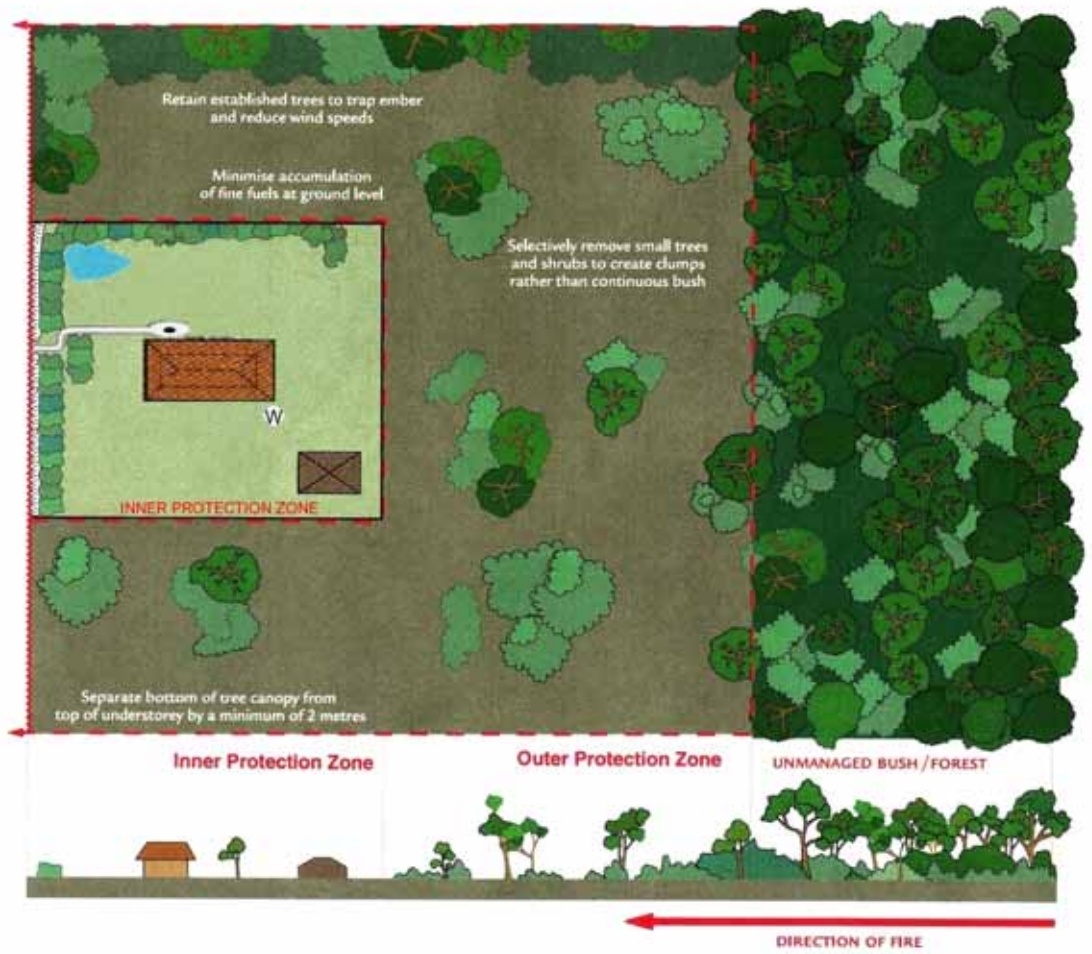 Retain established trees to trap ember
and reduce wind speeds
Minimise accumulation
of fine fuels at ground level
Selectively remove small trees
and shrubs to create clumps
rather than continuous bush
W
INNER PROTECTION ZONE
Separate bottom of tree canopy from
top of understorey by a minimum of 2 metres
Inner Protection Zone
Outer Protection Zone
UNMANAGED BUSH / FOREST
DIRECTION OF FIRE